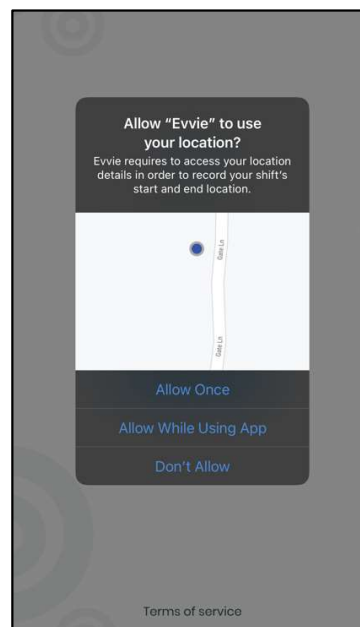 Allow “Evvie” to use
your location?
Evvie requires to access your location
details in order to record your shift's
start and end location.
Gate Ln
Gate Ln
Allow Once
Allow While Using App
Don't Allow
Terms of service